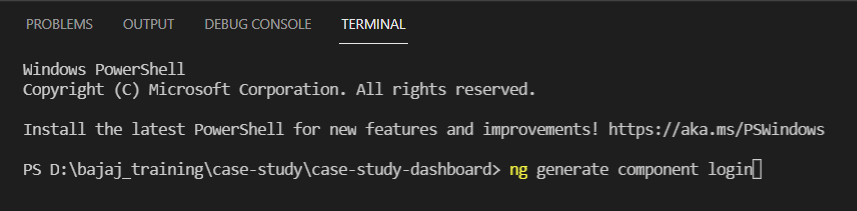 PROBLEMS OUTPUT DEBUG CONSOLE TERMINAL
Windows PowerShell
Copyright (C) Microsoft Corporation. All rights reserved.
Install the latest PowerShell for new features and improvements! https://aka.ms/PSWindows
PS D:\bajaj_training\case-study\case-study-dashboard> ng generate component login